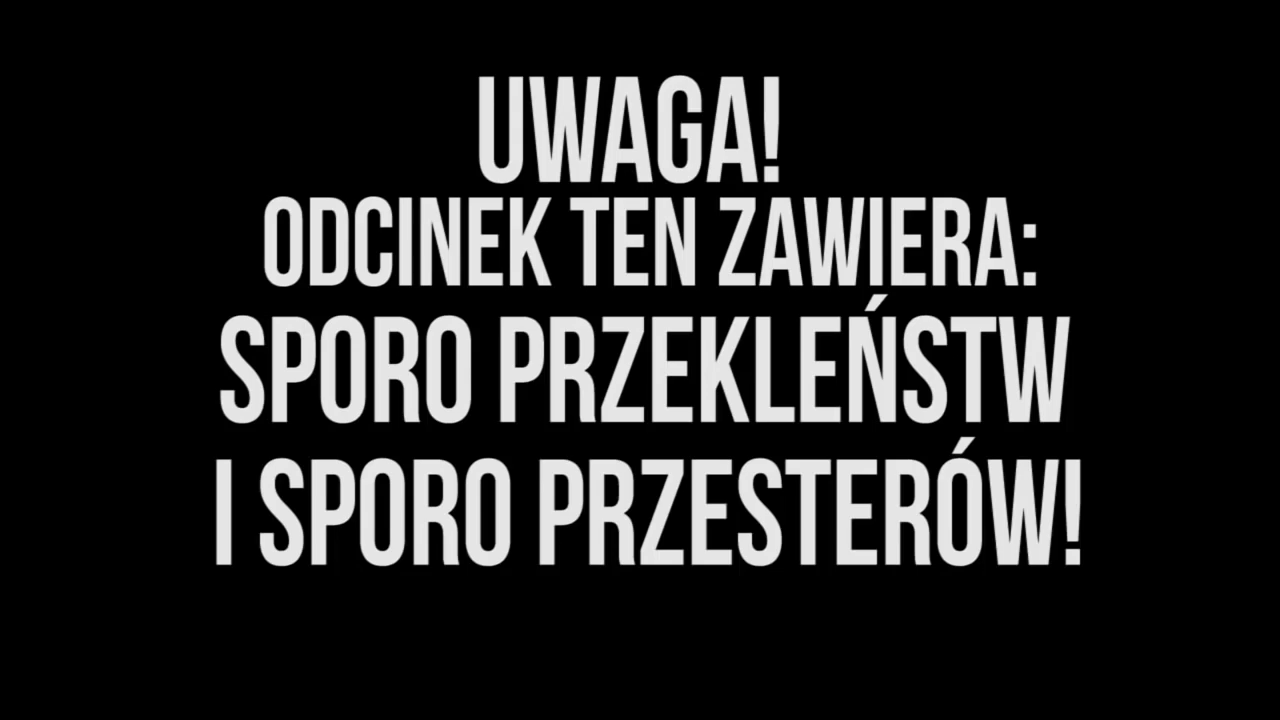 UWAGA!
ODCINEK TEN ZAWIERA:
SPORO PRZEKLEŃSTW
I SPORO PRZESTERÓW!